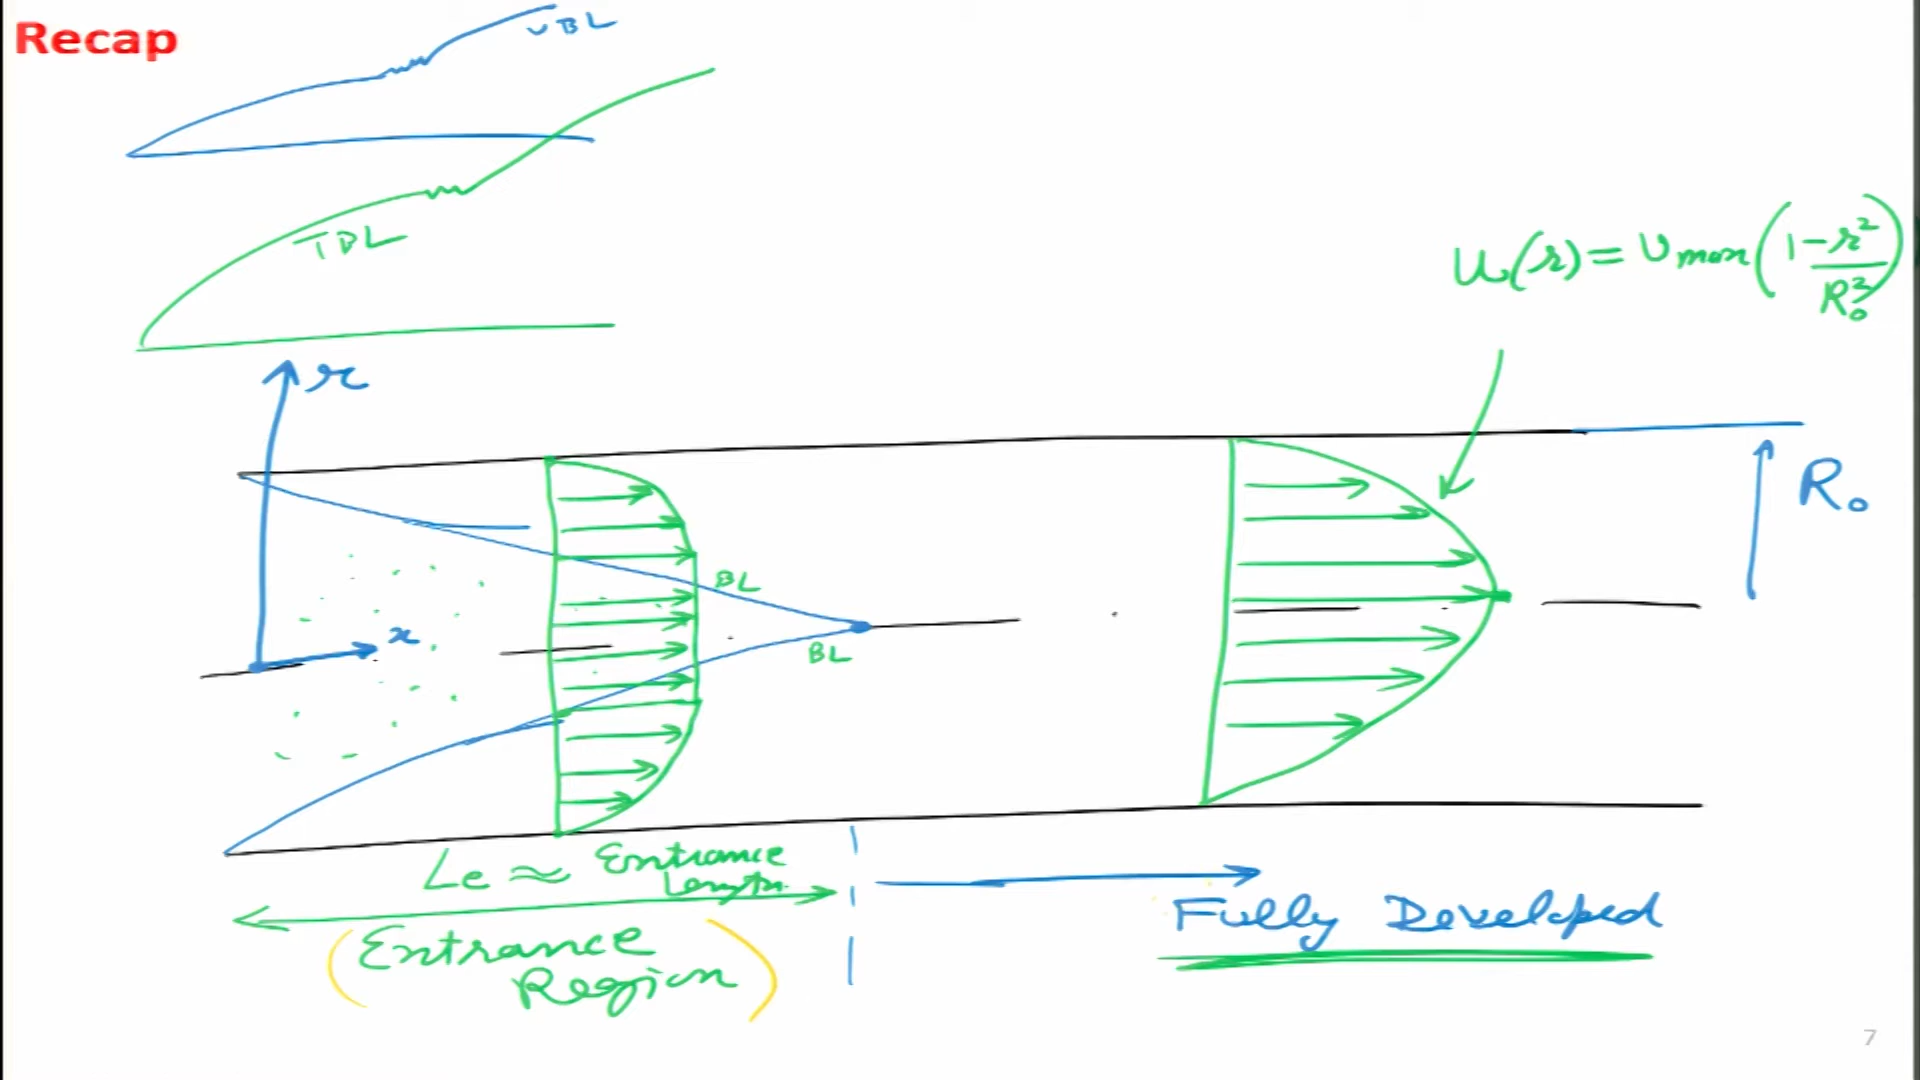 Recap
VBL
TBL
r
u(r) = Umax(1-r²/R₀²)
R₀
x
BL
BL
Le ≈ Entrance
Length
(Entrance
Region)
Fully Developed
7